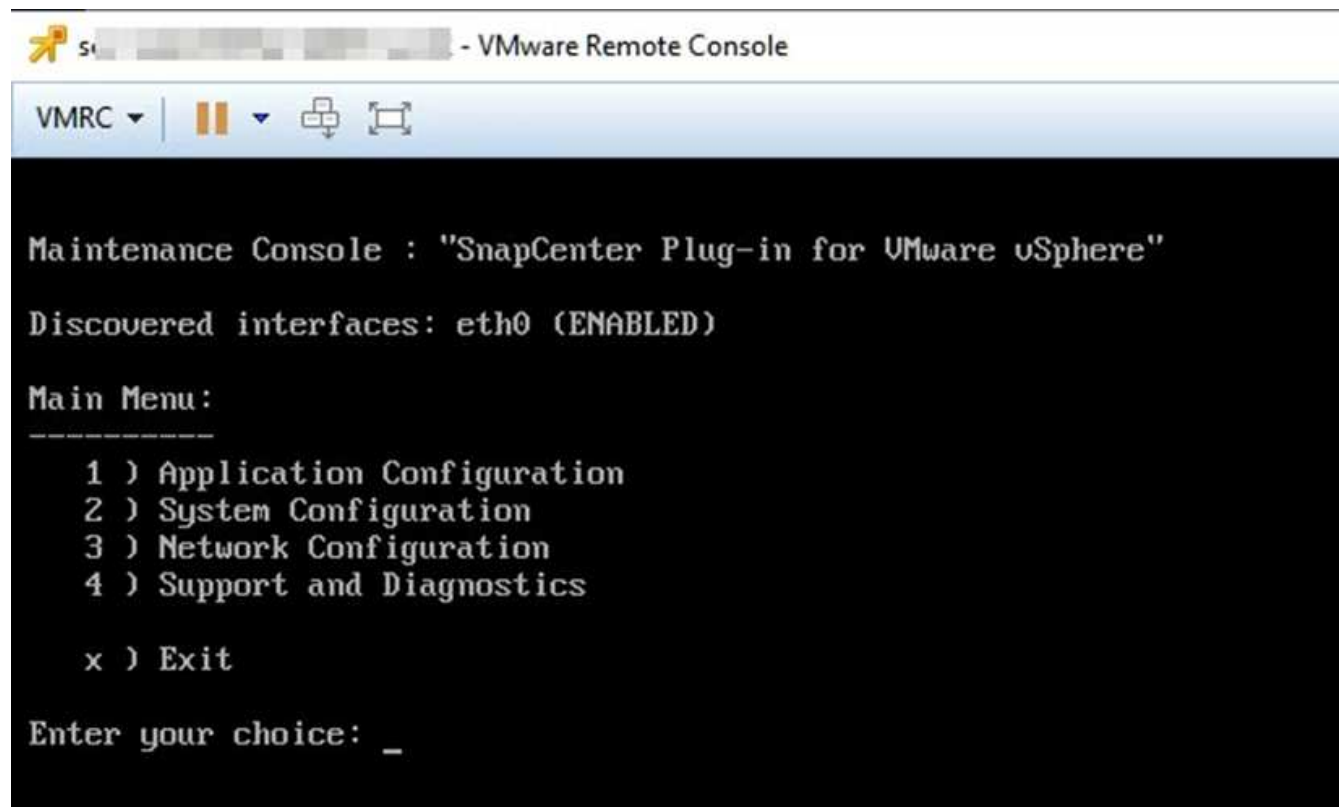 - VMware Remote Console
VMRC
Maintenance Console : "SnapCenter Plug-in for VMware vSphere"
Discovered interfaces: eth0 (ENABLED)
Main Menu:
----------
1 ) Application Configuration
2 ) System Configuration
3 ) Network Configuration
4 ) Support and Diagnostics
x ) Exit
Enter your choice: _